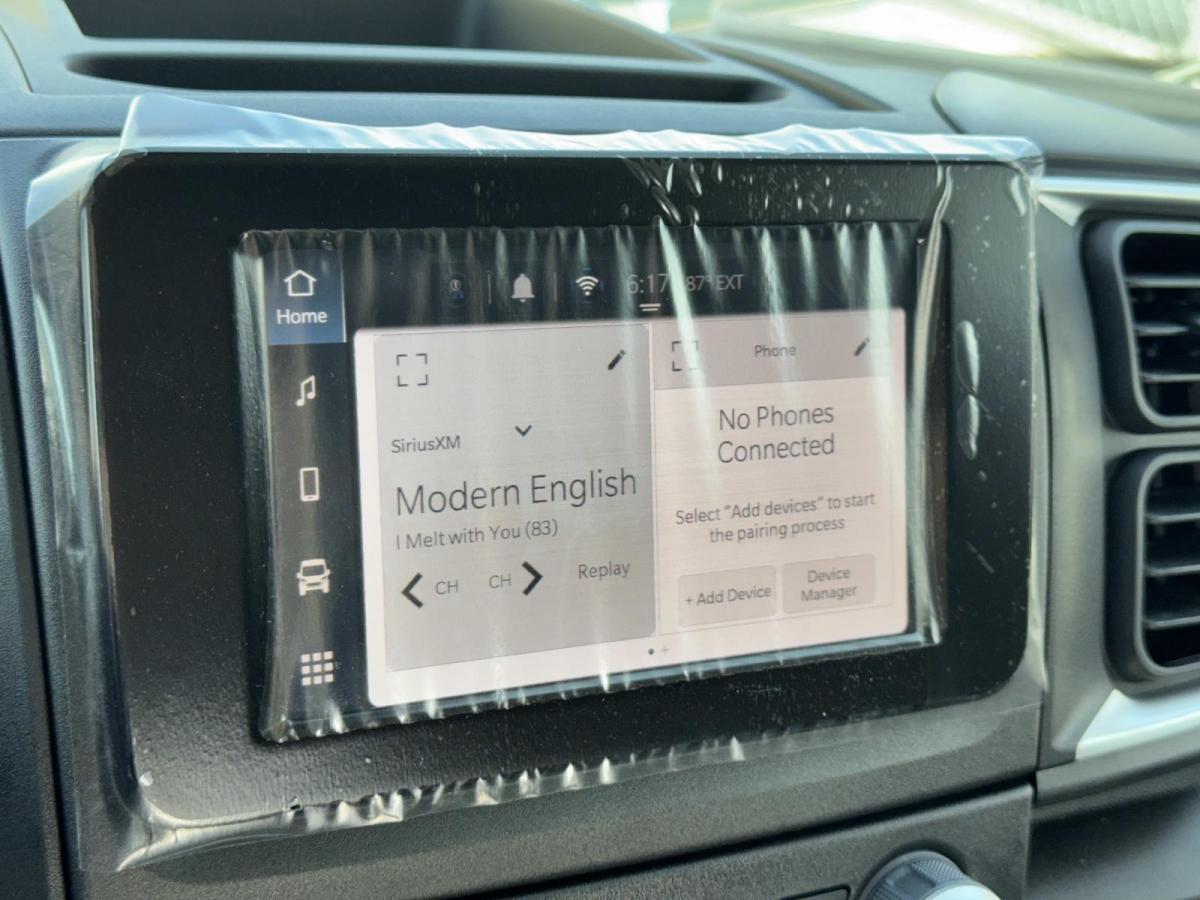 Home
6:17 87° EXT
SiriusXM
Modern English
I Melt with You (83)
CH CH Replay
Phone
No Phones
Connected
Select "Add devices" to start
the pairing process
+ Add Device
Device
Manager